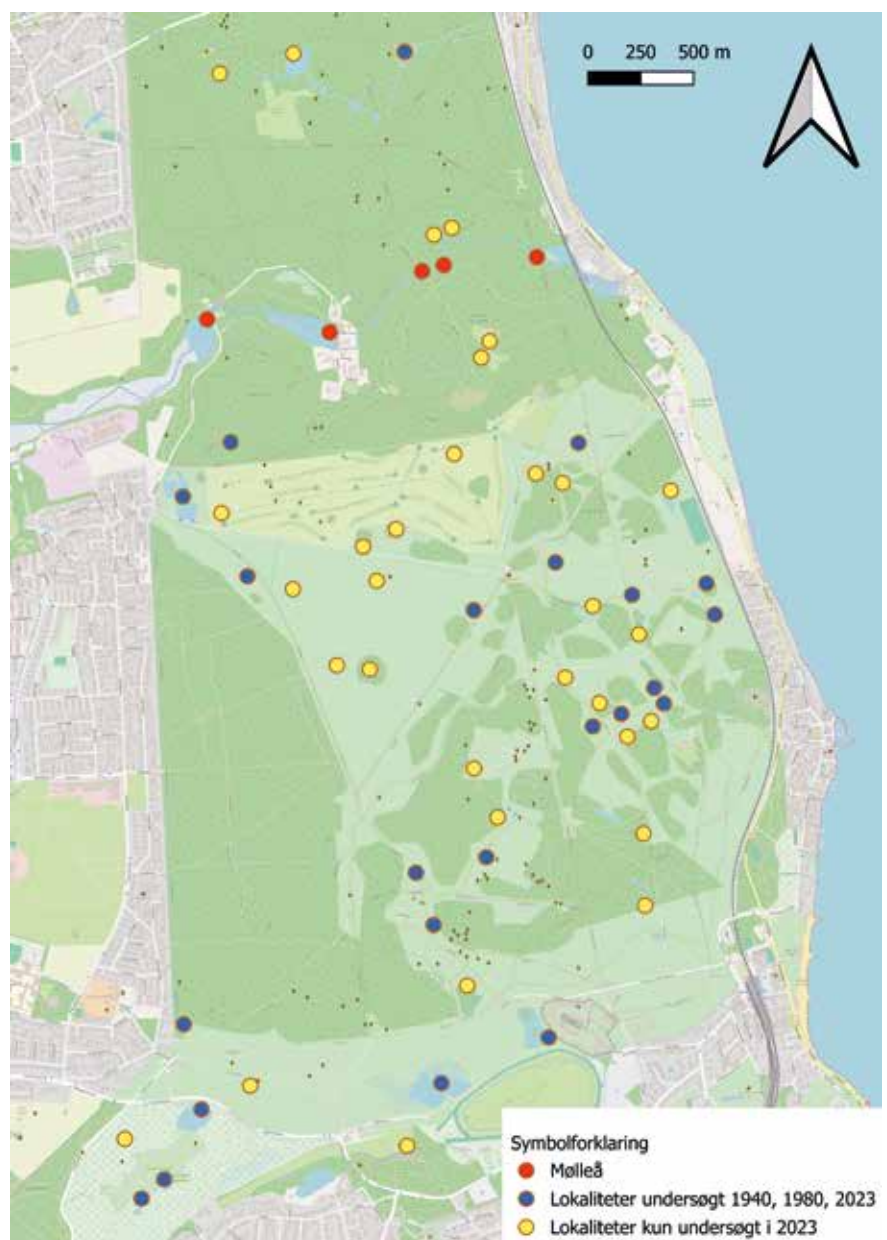 0 250 500 m
Symbolforklaring
Mølleå
Lokaliteter undersøgt 1940, 1980, 2023
Lokaliteter kun undersøgt i 2023